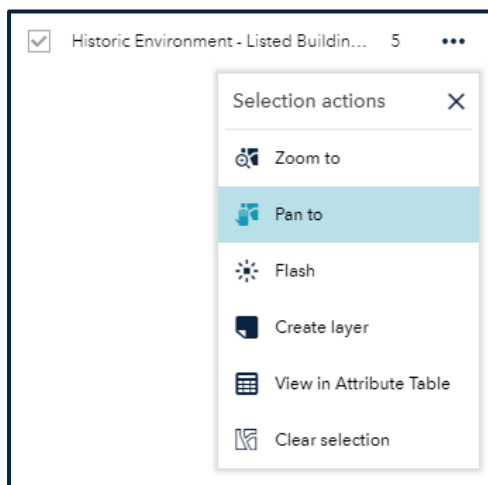 Historic Environment - Listed Buildin... 5 •••
Selection actions
Zoom to
Pan to
Flash
Create layer
View in Attribute Table
Clear selection